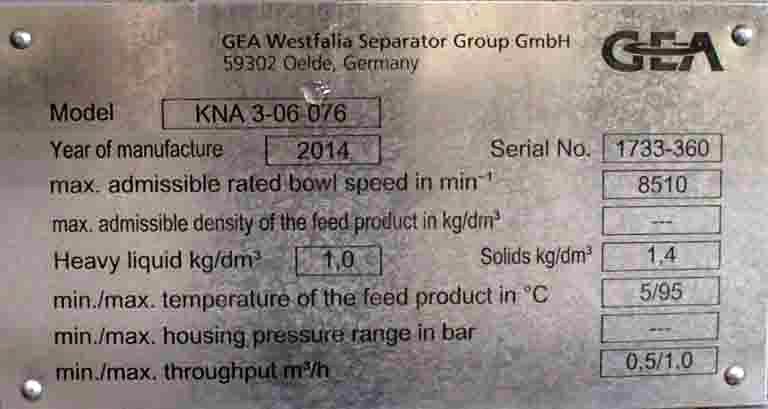 GEA Westfalia Separator Group GmbH
59302 Oelde, Germany
GEA
Model KNA 3-06-076
Year of manufacture 2014 Serial No. 1733-360
max. admissible rated bowl speed in min⁻¹ 8510
max. admissible density of the feed product in kg/dm³ ---
Heavy liquid kg/dm³ 1,0 Solids kg/dm³ 1,4
min./max. temperature of the feed product in °C 5/95
min./max. housing pressure range in bar ---
min./max. throughput m³/h 0,5/1,0